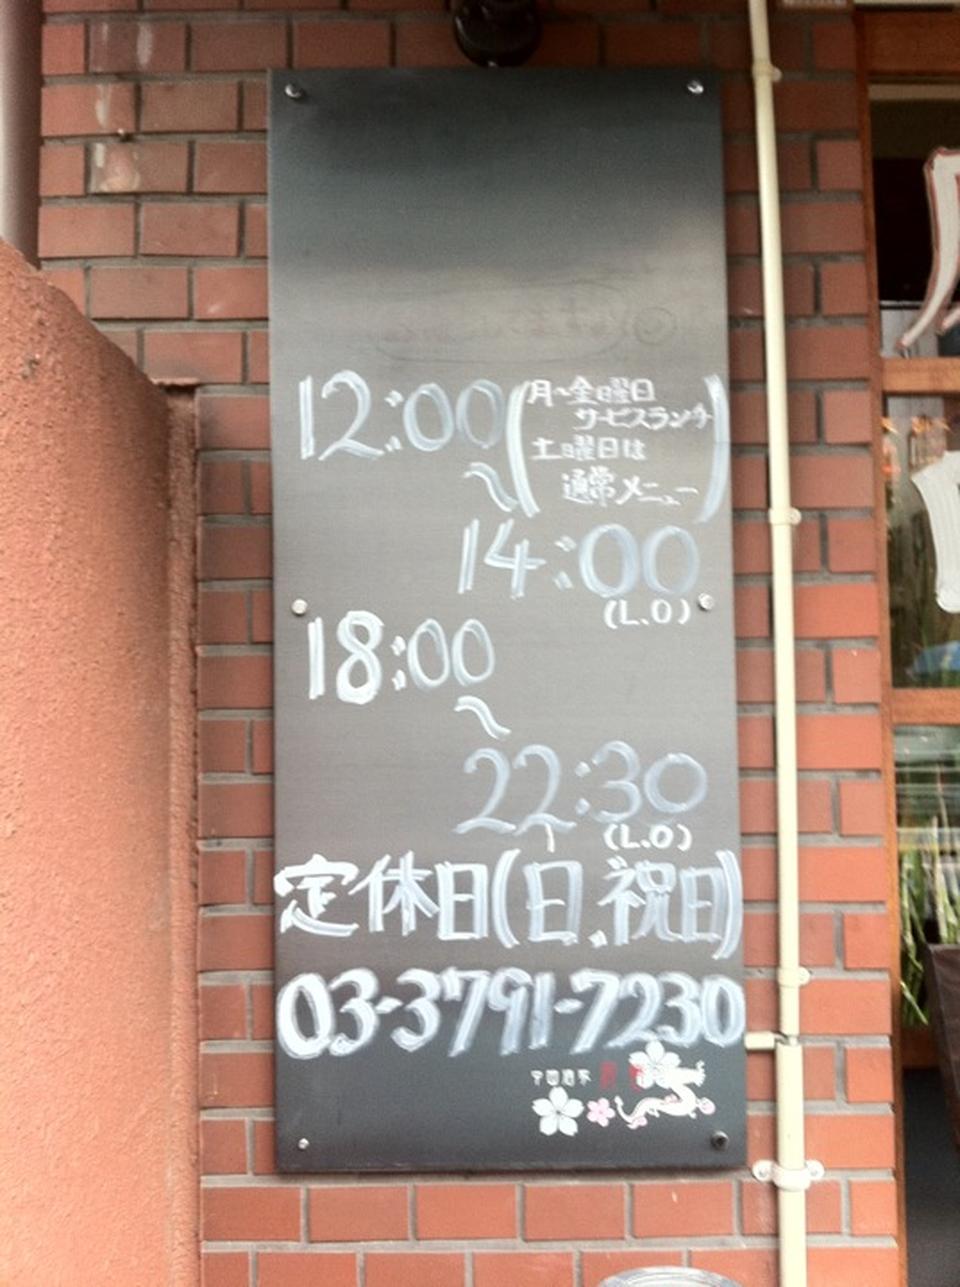 12:00
(月〜金曜日
サービスランチ
土曜日は
通常メニュー)
〜
14:00
(L.O)
18:00
〜
22:30
(L.O)
定休日(日、祝日)
03-3791-7230